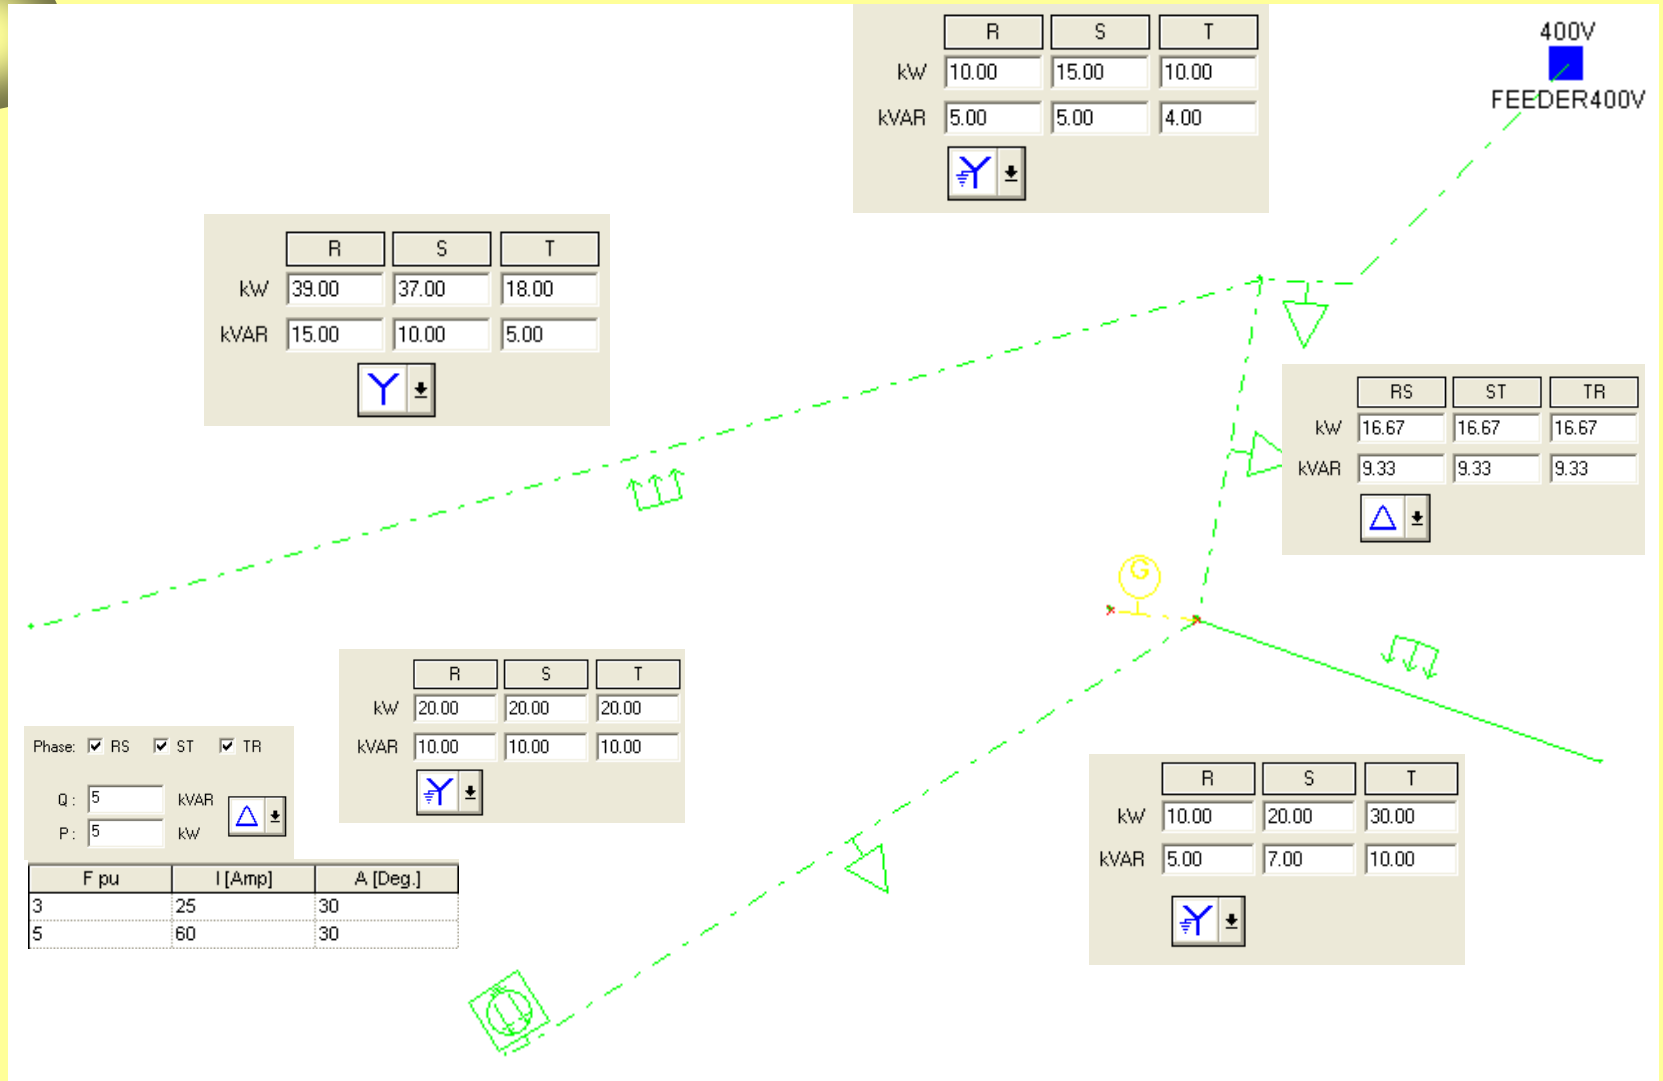 R S T
kW 10.00 15.00 10.00
kVAR 5.00 5.00 4.00
400V
FEEDER400V
R S T
kW 39.00 37.00 18.00
kVAR 15.00 10.00 5.00
RS ST TR
kW 16.67 16.67 16.67
kVAR 9.33 9.33 9.33
G
R S T
kW 20.00 20.00 20.00
kVAR 10.00 10.00 10.00
Phase: RS ST TR
Q: 5 kVAR
P: 5 kW
F pu I [Amp] A [Deg.]
3 25 30
5 60 30
R S T
kW 10.00 20.00 30.00
kVAR 5.00 7.00 10.00